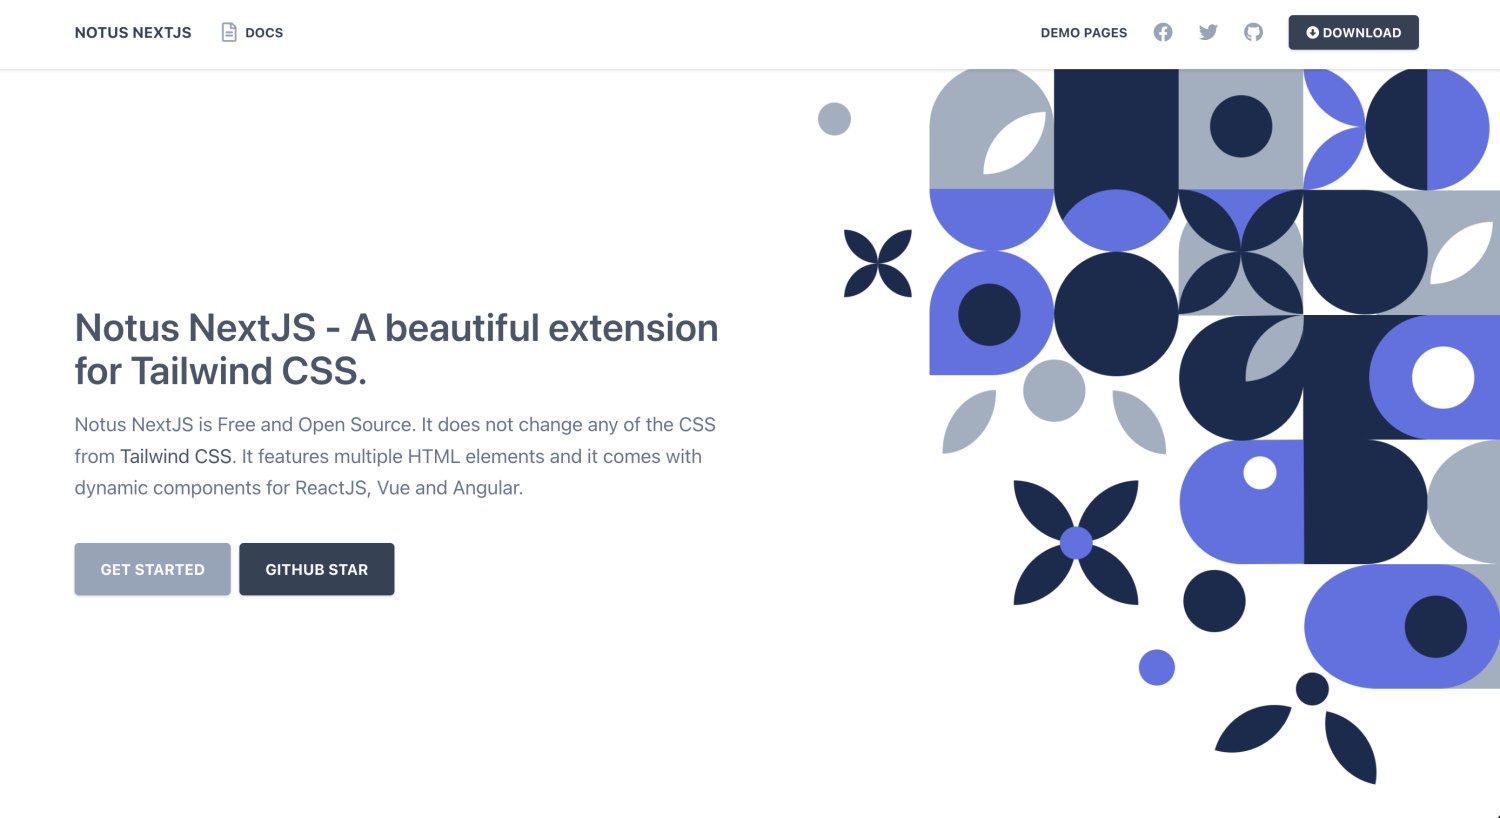 NOTUS NEXTJS DOCS DEMO PAGES DOWNLOAD
Notus NextJS - A beautiful extension
for Tailwind CSS.
Notus NextJS is Free and Open Source. It does not change any of the CSS
from Tailwind CSS. It features multiple HTML elements and it comes with
dynamic components for ReactJS, Vue and Angular.
GET STARTED GITHUB STAR